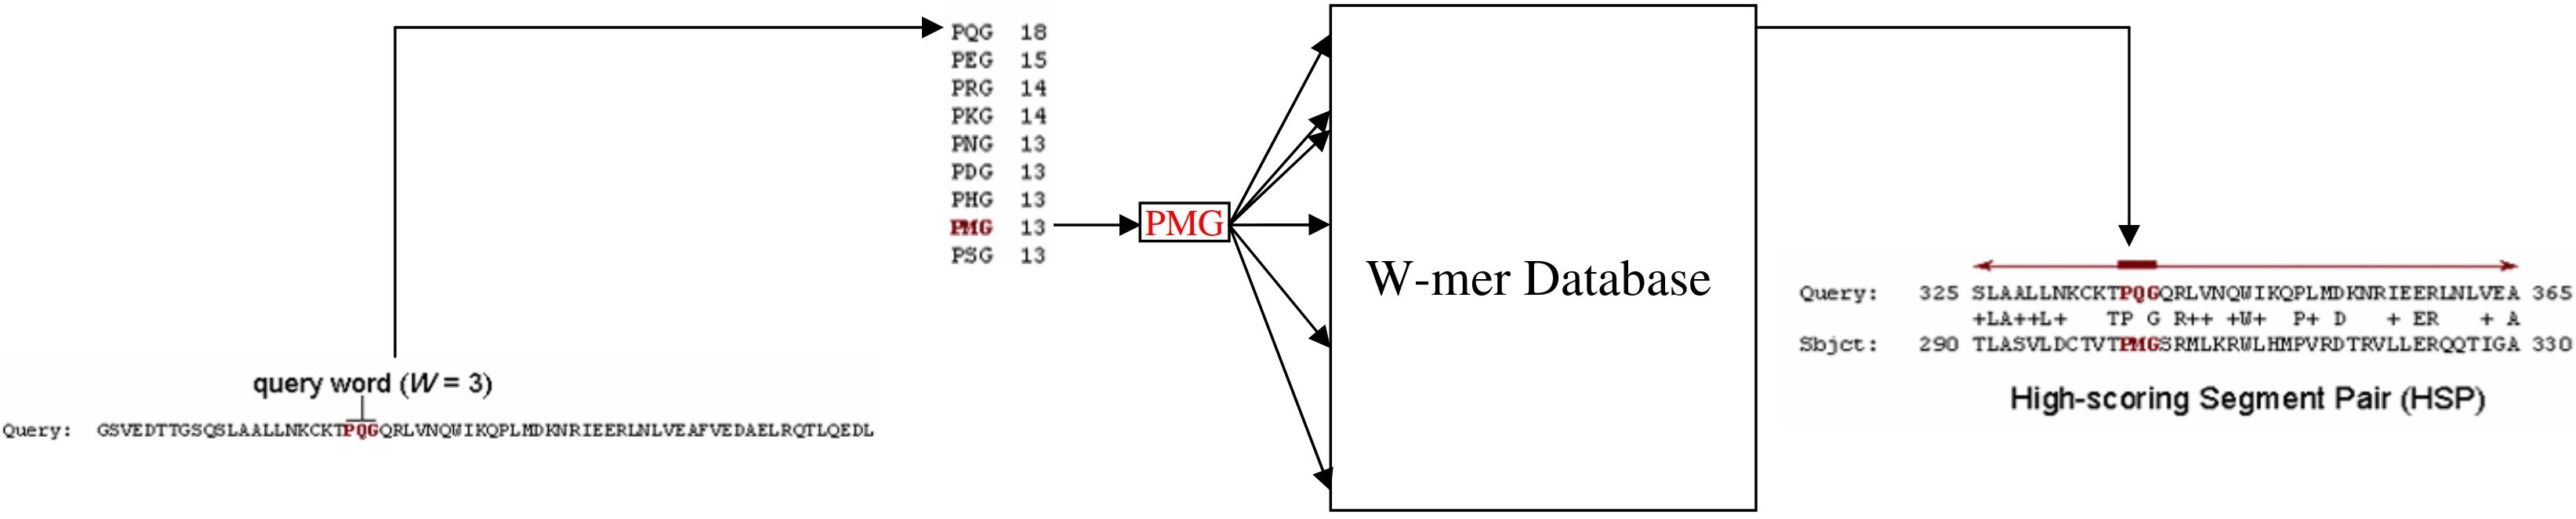 query word (W = 3)
Query: GSVEDTTGSQSLAALLNKCKTPQGQRLVNQWIKQPLMDKNRIEERLNLVEAFVEDAELRQTLQEDL
PQG 18
PEG 15
PRG 14
PKG 14
PNG 13
PDG 13
PHG 13
PMG 13
PSG 13
PMG
W-mer Database
Query: 325 SLAALLNKCKTPQGQRLVNQWIKQPLMDKNRIEERLNLVEA 365
+LA++L+ TP G R++ +W+ P+ D + ER + A
Sbjct: 290 TLASVLDCTVTPMGSRMLKRWLHMPVRDTRVLLERQQTIGA 330
High-scoring Segment Pair (HSP)